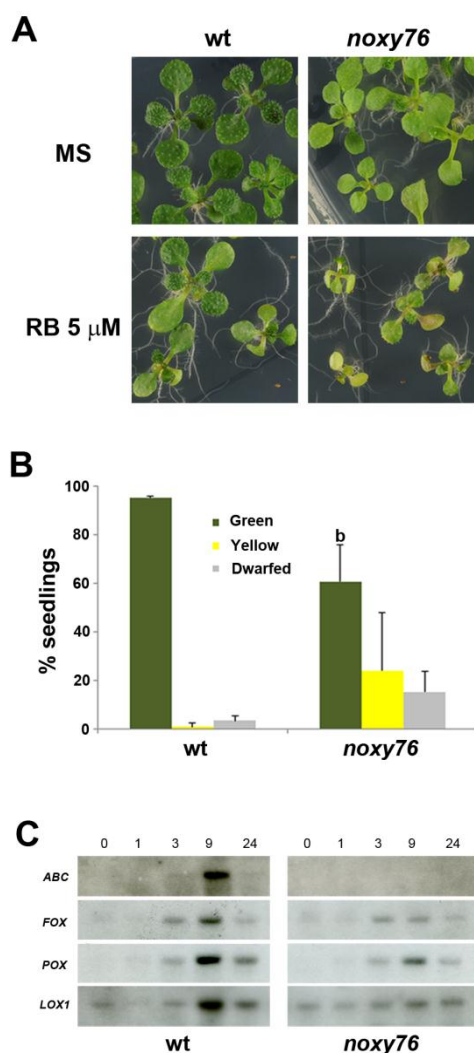 A
wt noxy76
MS
RB 5 μM
B
100
80
60
40
20
0
% seedlings
Green
Yellow
Dwarfed
b
wt noxy76
C
0 1 3 9 24 0 1 3 9 24
ABC
FOX
POX
LOX1
wt noxy76